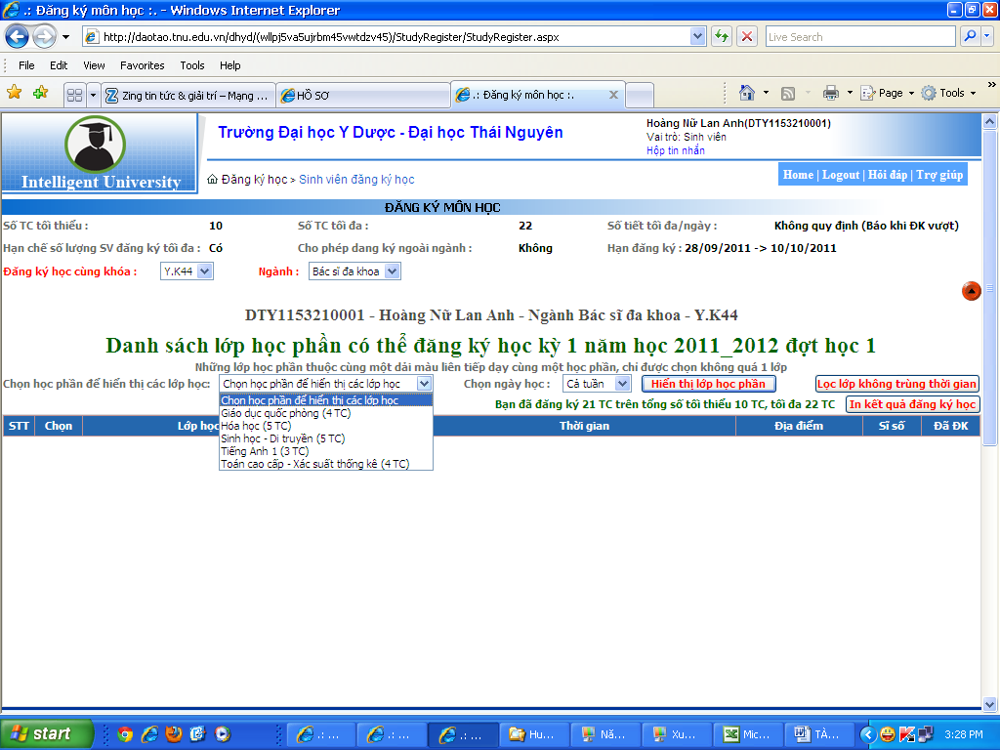 .: Đăng ký môn học :. - Windows Internet Explorer
http://daotao.tnu.edu.vn/dhyd/(wllpj5va5ujrbm45vwtdzv45)/StudyRegister/StudyRegister.aspx
Live Search
File Edit View Favorites Tools Help
Zing tin tức & giải trí – Mạng ...
HỒ SƠ
.: Đăng ký môn học :.
Page Tools
Intelligent University
Trường Đại học Y Dược - Đại học Thái Nguyên
Hoàng Nữ Lan Anh(DTY1153210001)
Vai trò: Sinh viên
Hộp tin nhắn
Đăng ký học > Sinh viên đăng ký học
Home | Logout | Hỏi đáp | Trợ giúp
ĐĂNG KÝ MÔN HỌC
Số TC tối thiểu : 10 Số TC tối đa : 22 Số tiết tối đa/ngày : Không quy định (Báo khi ĐK vượt)
Hạn chế số lượng SV đăng ký tối đa : Có Cho phép đang ký ngoài ngành : Không Hạn đăng ký : 28/09/2011 -> 10/10/2011
Đăng ký học cùng khóa : Y.K44 Ngành : Bác sĩ đa khoa
DTY1153210001 - Hoàng Nữ Lan Anh - Ngành Bác sĩ đa khoa - Y.K44
Danh sách lớp học phần có thể đăng ký học kỳ 1 năm học 2011_2012 đợt học 1
Những lớp học phần thuộc cùng một dải màu liên tiếp dạy cùng một học phần, chỉ được chọn không quá 1 lớp
Chọn học phần để hiển thị các lớp học: Chọn học phần để hiển thị các lớp học Chọn ngày học : Cả tuần Hiển thị lớp học phần Lọc lớp không trùng thời gian
Chọn học phần để hiển thị các lớp học
Giáo dục quốc phòng (4 TC)
Hóa học (5 TC)
Sinh học - Di truyền (5 TC)
Tiếng Anh 1 (3 TC)
Toán cao cấp - Xác suất thống kê (4 TC)
Bạn đã đăng ký 21 TC trên tổng số tối thiểu 10 TC, tối đa 22 TC In kết quả đăng ký học
STT Chọn Lớp học Thời gian Địa điểm Sĩ số Đã ĐK
start .: ... .: ... .: ... Hu... Nă... Xu... Mic... TÀ... 3:28 PM